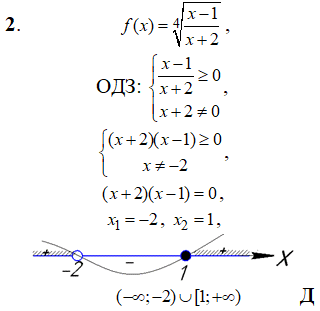 2. f(x) = ∜((x−1)/(x+2)),
ОДЗ: { (x−1)/(x+2) ≥ 0
x+2 ≠ 0 ,
{ (x+2)(x−1) ≥ 0
x ≠ −2 ,
(x+2)(x−1) = 0,
x₁ = −2, x₂ = 1,
+ − + X
−2 1
(−∞;−2)∪[1;+∞) Д